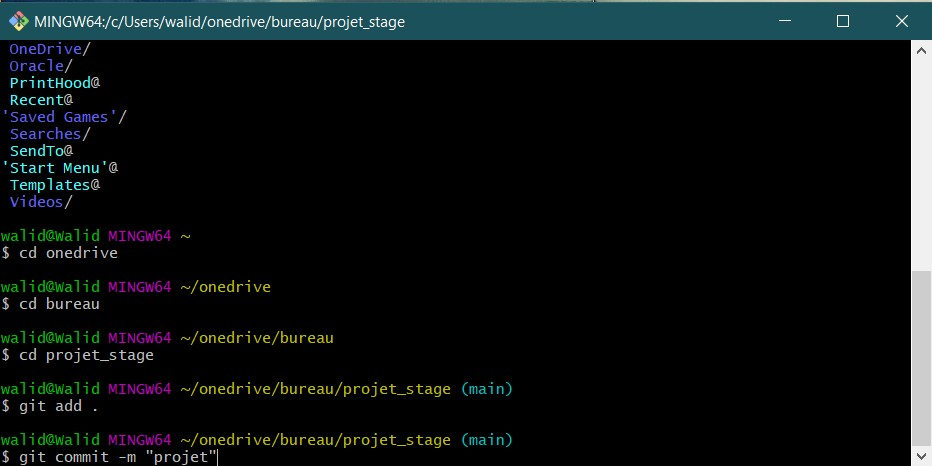 MINGW64:/c/Users/walid/onedrive/bureau/projet_stage
OneDrive/
Oracle/
PrintHood@
Recent@
'Saved Games'/
Searches/
SendTo@
'Start Menu'@
Templates@
Videos/
walid@Walid MINGW64 ~
$ cd onedrive
walid@Walid MINGW64 ~/onedrive
$ cd bureau
walid@Walid MINGW64 ~/onedrive/bureau
$ cd projet_stage
walid@Walid MINGW64 ~/onedrive/bureau/projet_stage (main)
$ git add .
walid@Walid MINGW64 ~/onedrive/bureau/projet_stage (main)
$ git commit -m "projet"